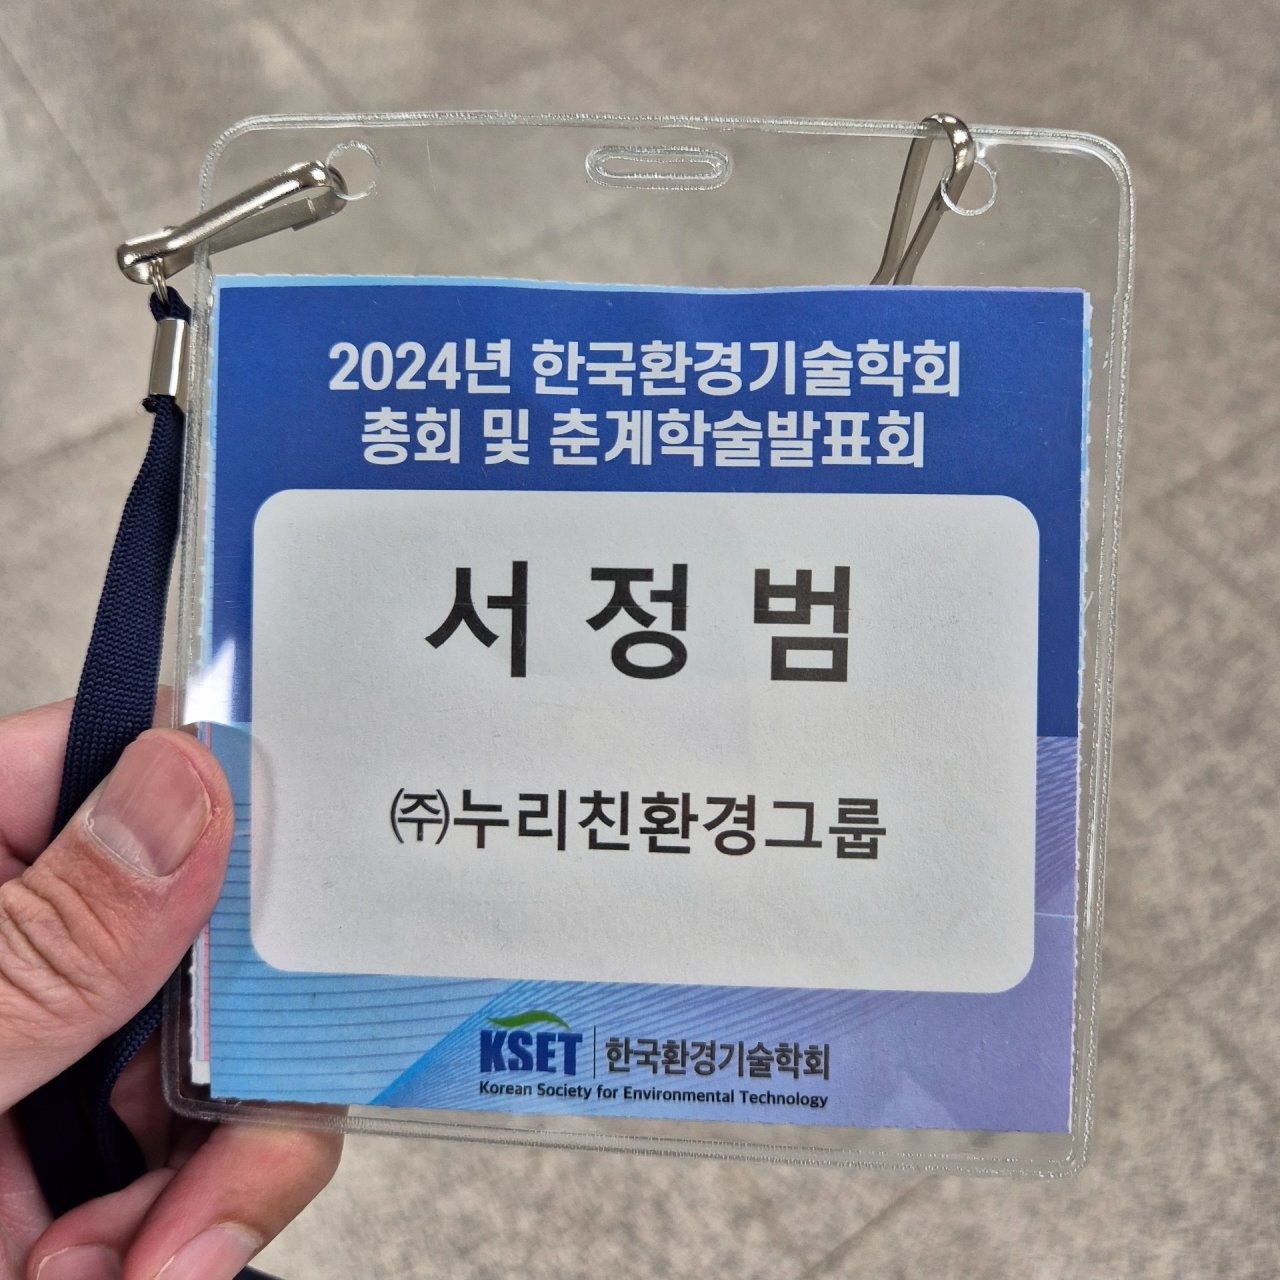 2024년 한국환경기술학회
총회 및 춘계학술발표회
서 정 범
㈜누리친환경그룹
KSET 한국환경기술학회
Korean Society for Environmental Technology